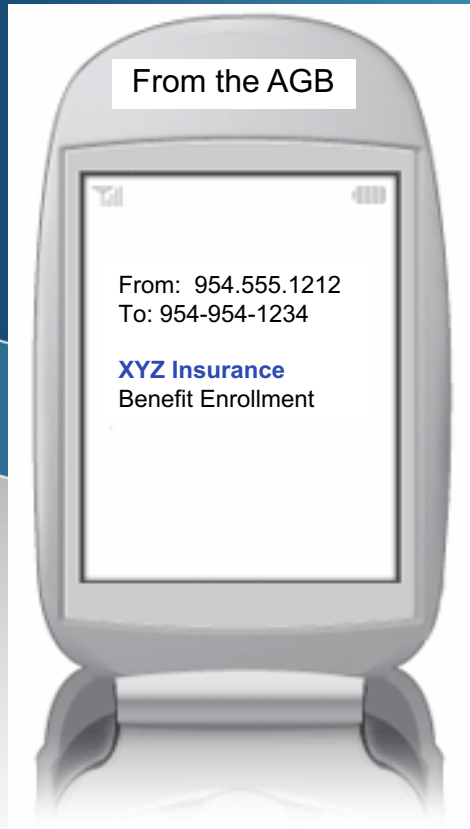 From the AGB
From: 954.555.1212
To: 954-954-1234
XYZ Insurance
Benefit Enrollment